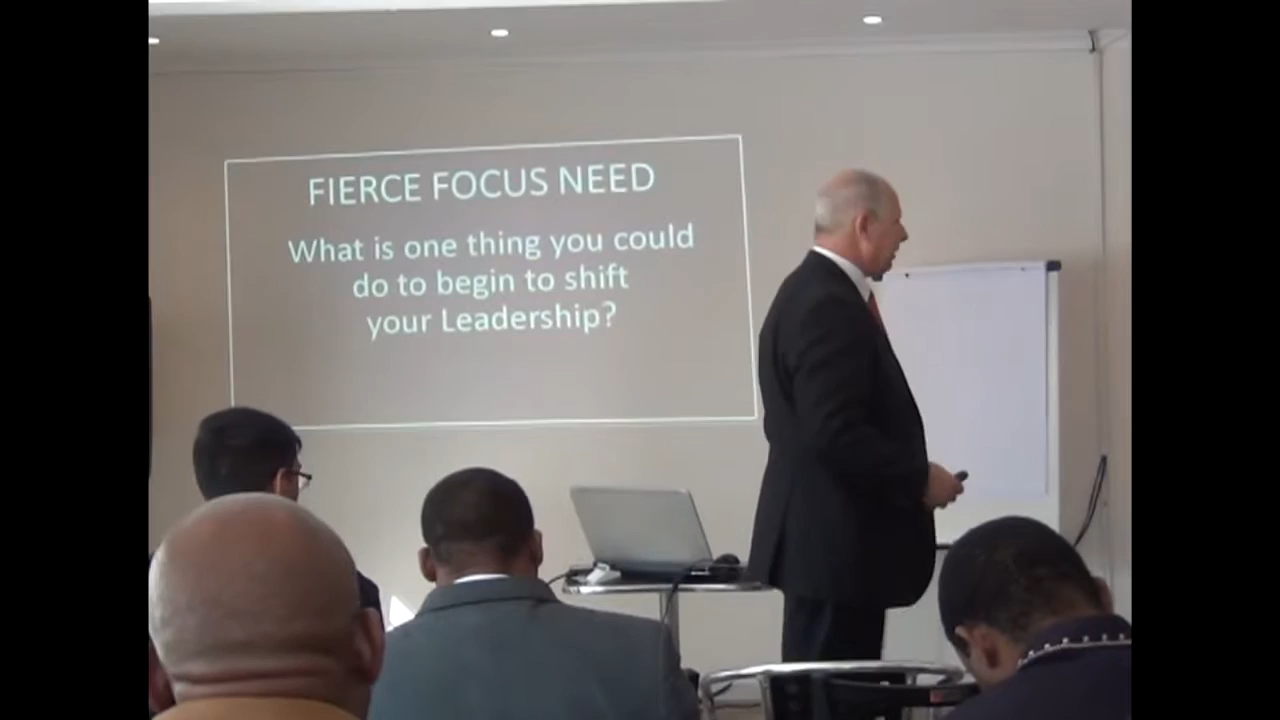 FIERCE FOCUS NEED
What is one thing you could
do to begin to shift
your Leadership?